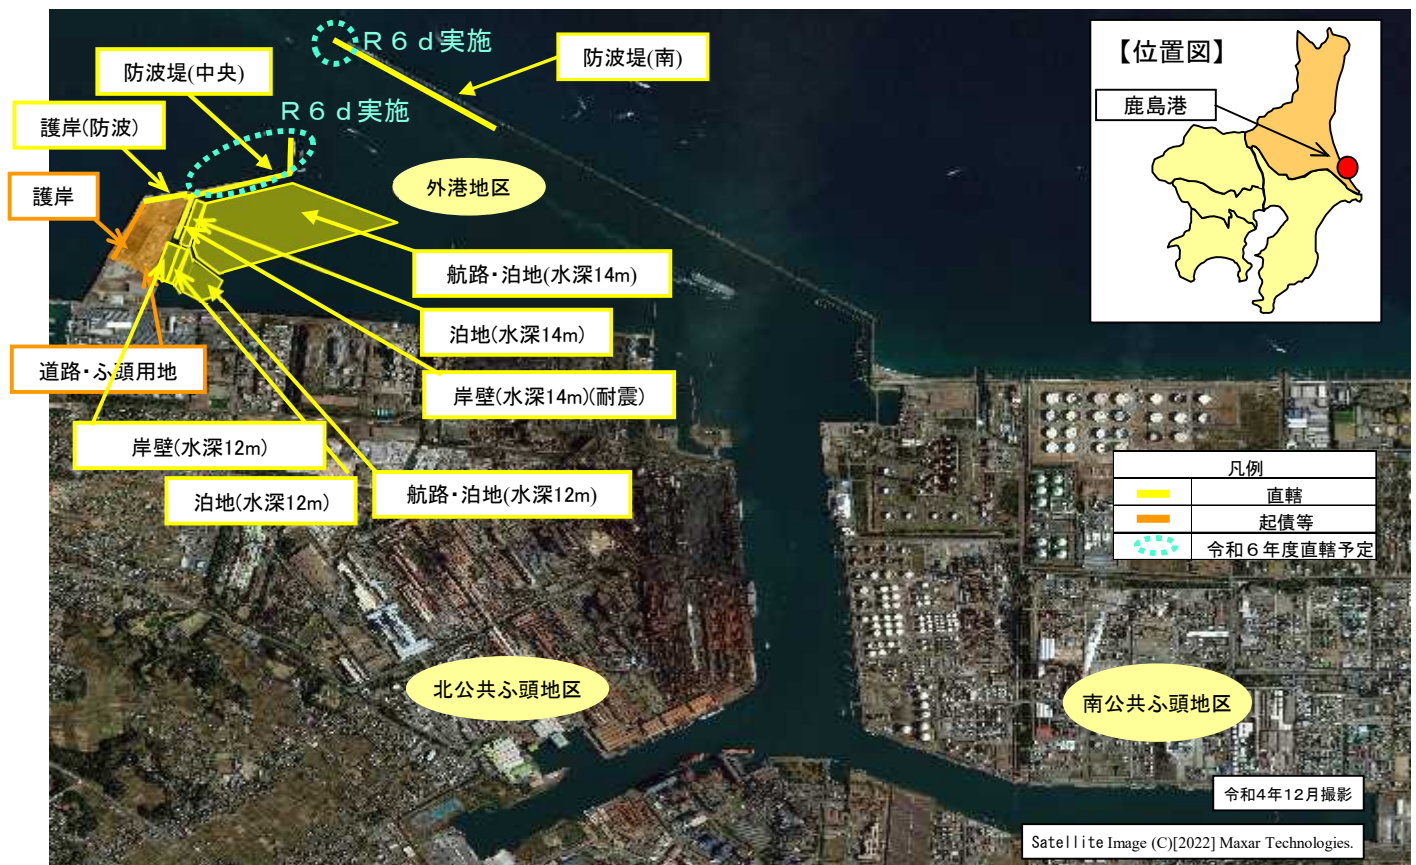 R6d実施
防波堤(南)
防波堤(中央)
R6d実施
護岸(防波)
護岸
外港地区
航路・泊地(水深14m)
泊地(水深14m)
道路・ふ頭用地
岸壁(水深14m)(耐震)
岸壁(水深12m)
泊地(水深12m)
航路・泊地(水深12m)
【位置図】
鹿島港
凡例
直轄
起債等
令和6年度直轄予定
北公共ふ頭地区
南公共ふ頭地区
令和4年12月撮影
Satellite Image (C)[2022] Maxar Technologies.